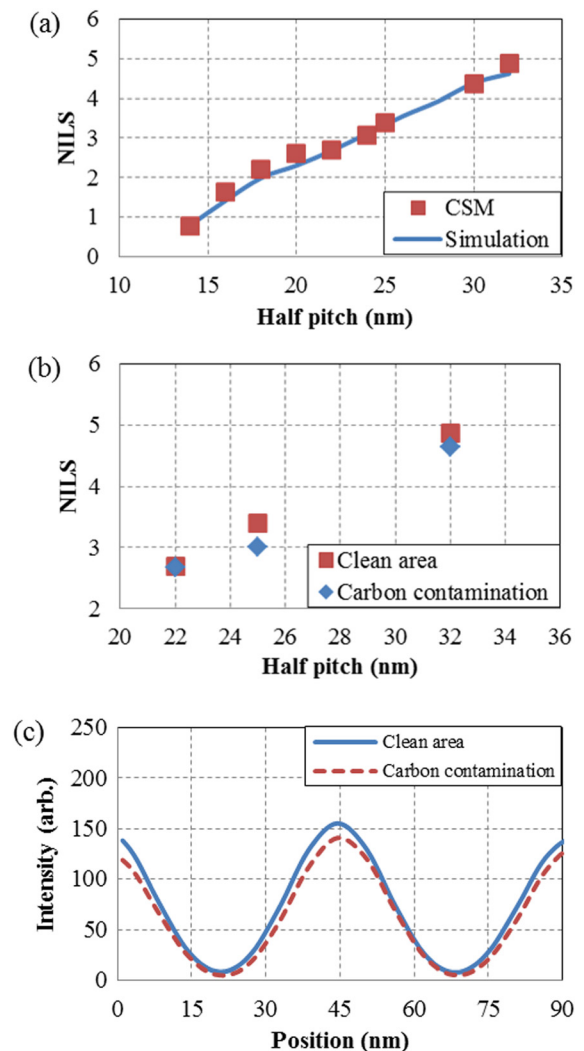 (a)
6
5
4
3
2
1
0
NILS
CSM
Simulation
10 15 20 25 30 35
Half pitch (nm)
(b)
6
5
4
3
2
NILS
Clean area
Carbon contamination
20 22 24 26 28 30 32 34 36
Half pitch (nm)
(c)
250
200
150
100
50
0
Intensity (arb.)
Clean area
Carbon contamination
0 15 30 45 60 75 90
Position (nm)